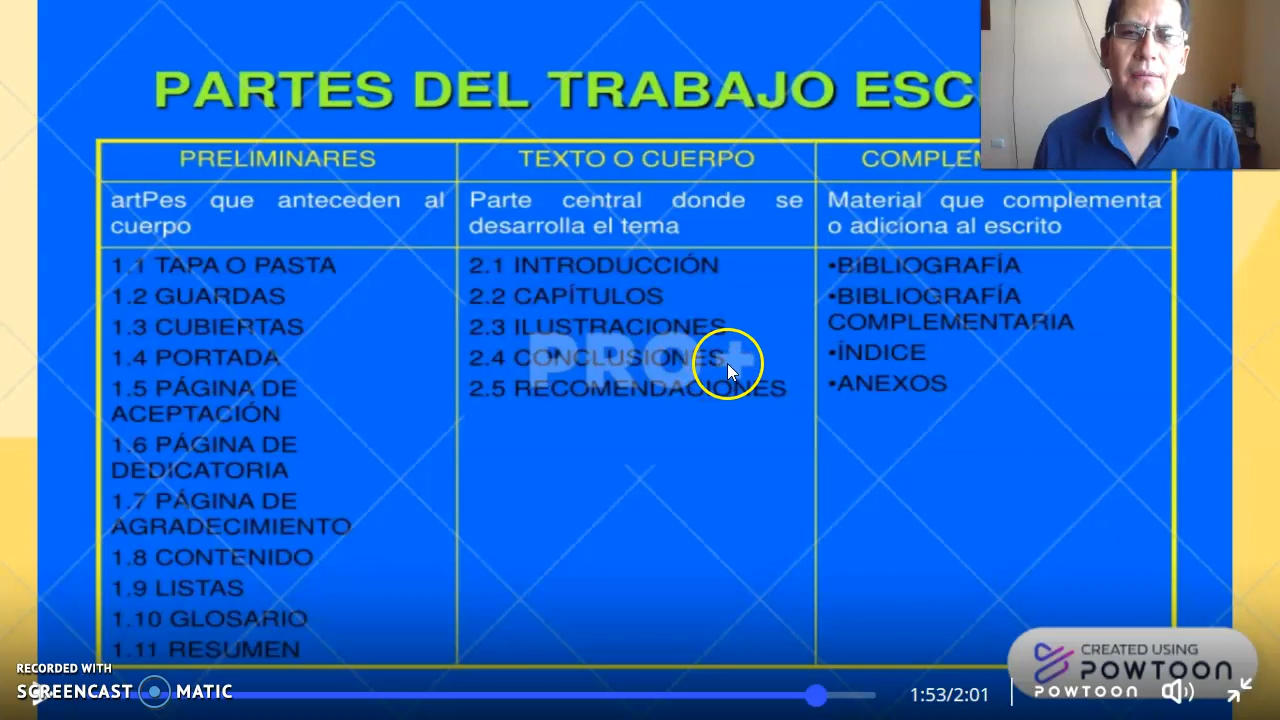 PARTES DEL TRABAJO ESC
PRELIMINARES
artPes que anteceden al
cuerpo
1.1 TAPA O PASTA
1.2 GUARDAS
1.3 CUBIERTAS
1.4 PORTADA
1.5 PÁGINA DE
ACEPTACIÓN
1.6 PÁGINA DE
DEDICATORIA
1.7 PÁGINA DE
AGRADECIMIENTO
1.8 CONTENIDO
1.9 LISTAS
1.10 GLOSARIO
1.11 RESUMEN
TEXTO O CUERPO
Parte central donde se
desarrolla el tema
2.1 INTRODUCCIÓN
2.2 CAPÍTULOS
2.3 ILUSTRACIONES
2.4 CONCLUSIONES
2.5 RECOMENDACIONES
PRO+
COMPLEM
Material que complementa
o adiciona al escrito
•BIBLIOGRAFÍA
•BIBLIOGRAFÍA
COMPLEMENTARIA
•ÍNDICE
•ANEXOS
CREATED USING
POWTOON
RECORDED WITH
SCREENCAST MATIC
1:53/2:01
POWTOON